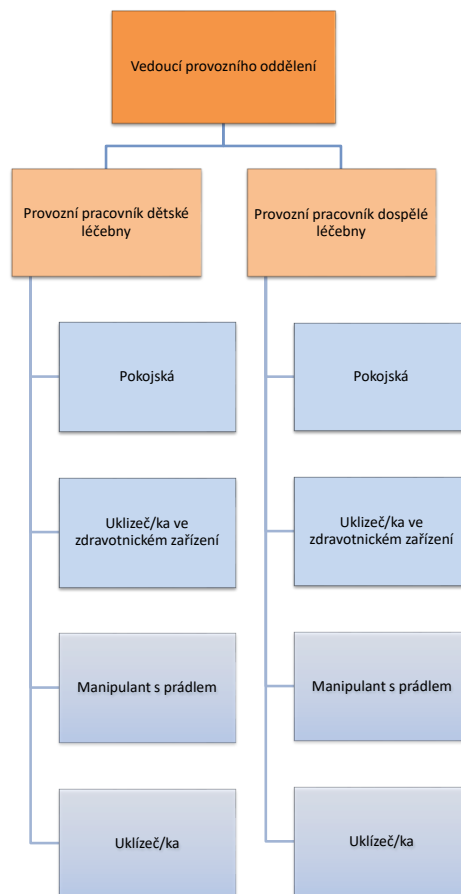 Vedoucí provozního oddělení
Provozní pracovník dětské
léčebny
Provozní pracovník dospělé
léčebny
Pokojská
Pokojská
Uklizeč/ka ve
zdravotnickém zařízení
Uklizeč/ka ve
zdravotnickém zařízení
Manipulant s prádlem
Manipulant s prádlem
Uklízeč/ka
Uklízeč/ka